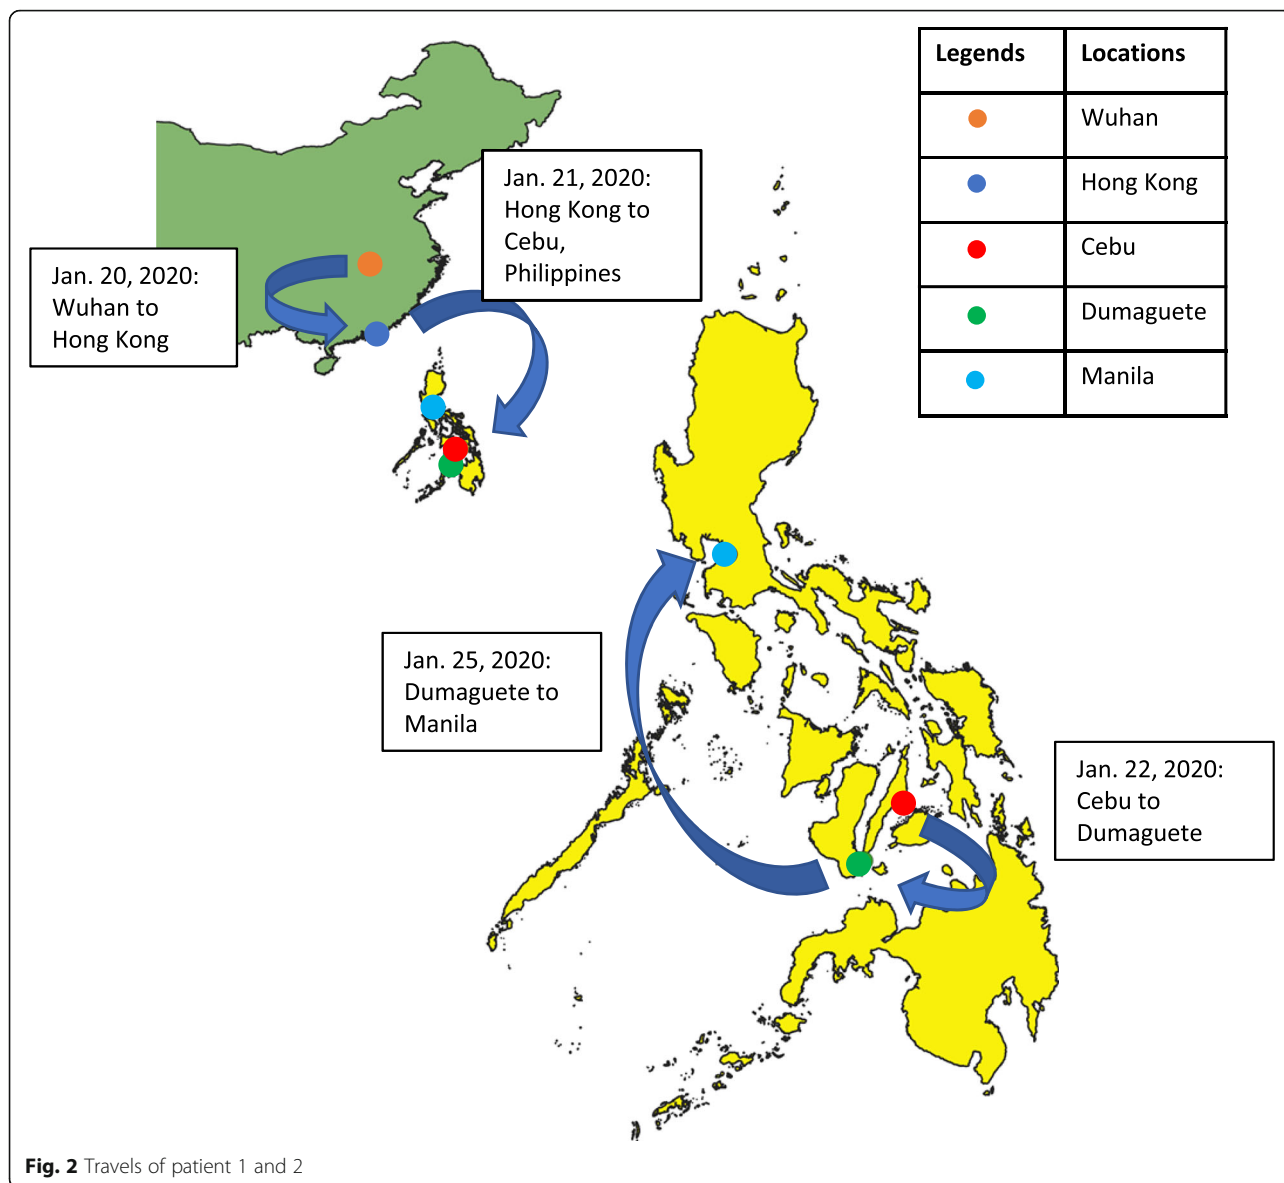 Legends Locations
Wuhan
Hong Kong
Cebu
Dumaguete
Manila
Jan. 21, 2020:
Hong Kong to
Cebu,
Philippines
Jan. 20, 2020:
Wuhan to
Hong Kong
Jan. 25, 2020:
Dumaguete to
Manila
Jan. 22, 2020:
Cebu to
Dumaguete
Fig. 2 Travels of patient 1 and 2